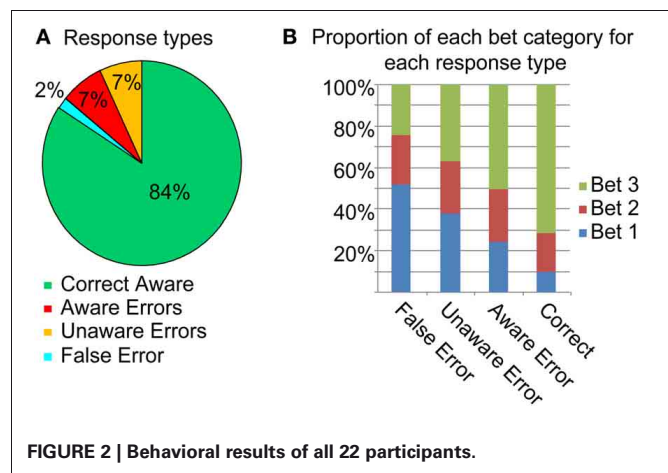 A Response types
2%
7%
7%
84%
Correct Aware
Aware Errors
Unaware Errors
False Error
B Proportion of each bet category for
each response type
100%
80%
60%
40%
20%
Bet 3
Bet 2
Bet 1
False Error
Unaware Error
Aware Error
Correct
FIGURE 2 | Behavioral results of all 22 participants.